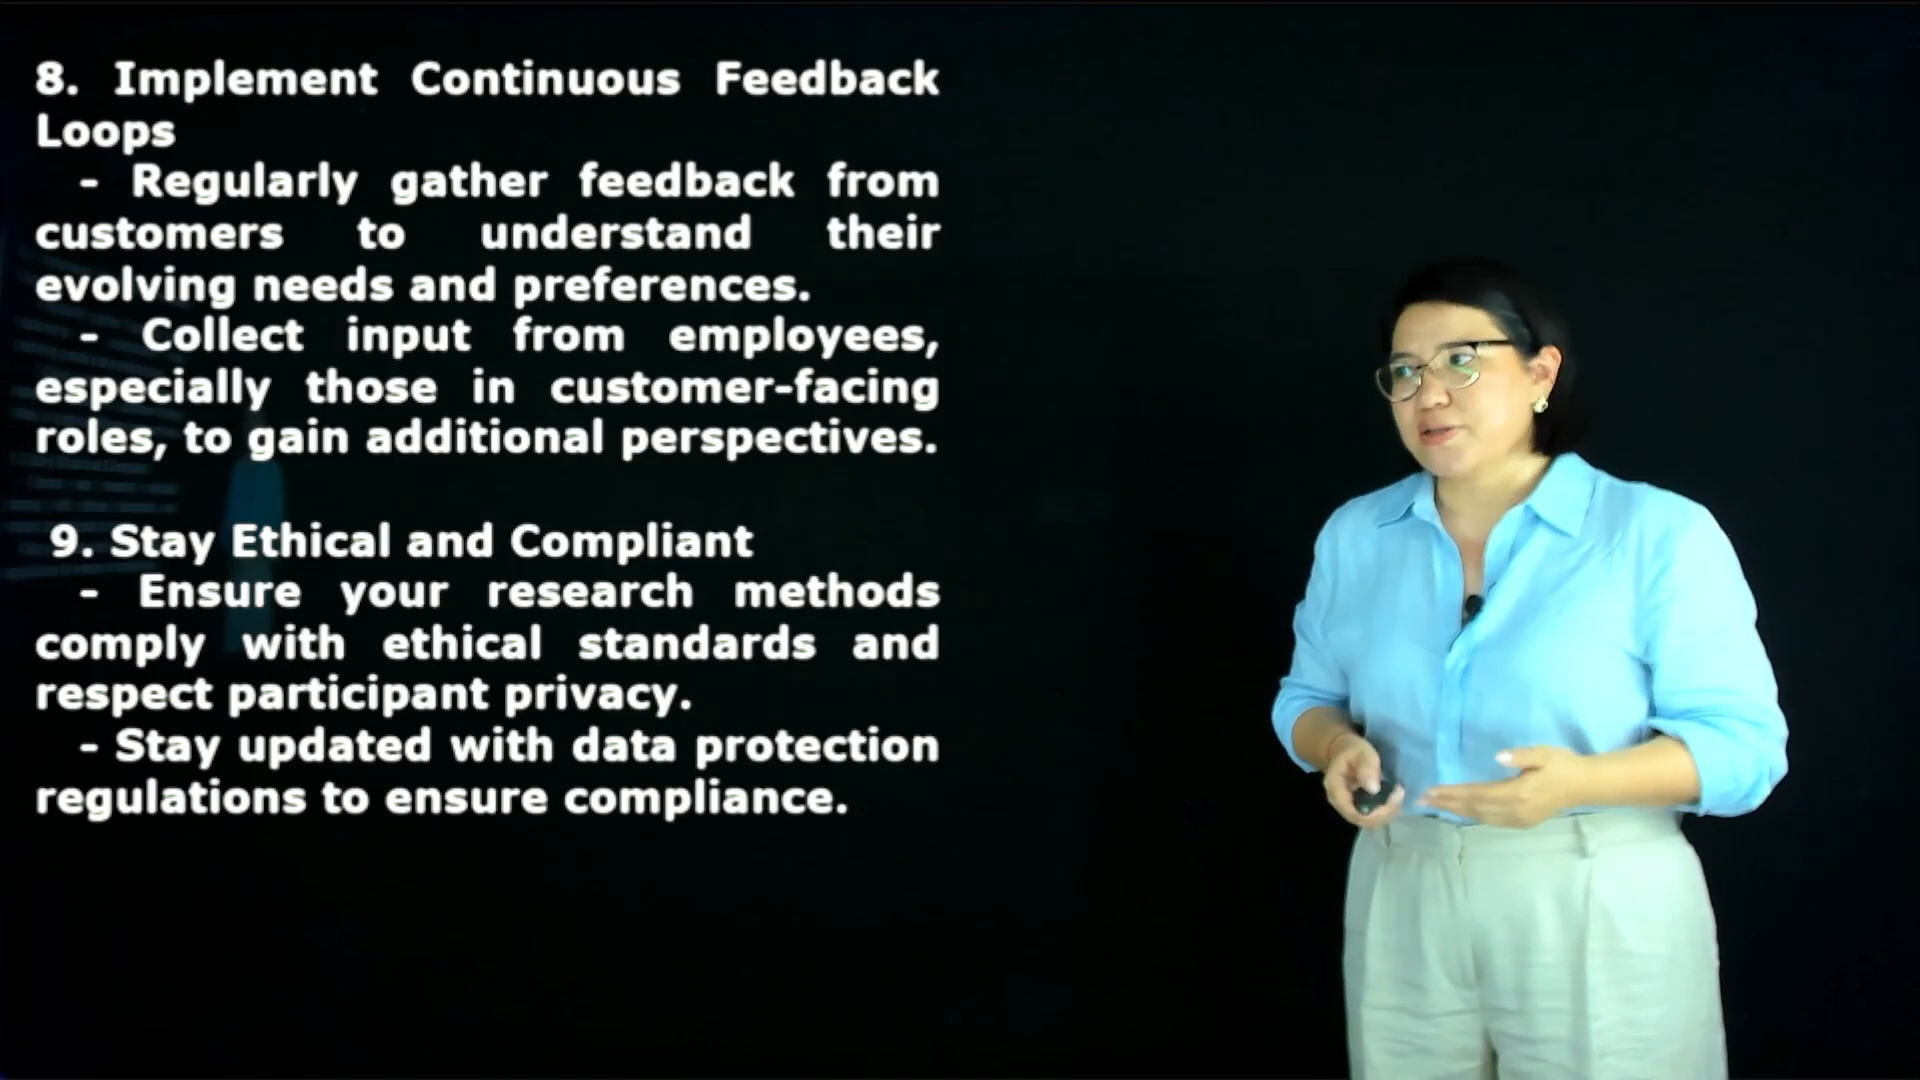 8. Implement Continuous Feedback
Loops
- Regularly gather feedback from
customers to understand their
evolving needs and preferences.
- Collect input from employees,
especially those in customer-facing
roles, to gain additional perspectives.
9. Stay Ethical and Compliant
- Ensure your research methods
comply with ethical standards and
respect participant privacy.
- Stay updated with data protection
regulations to ensure compliance.